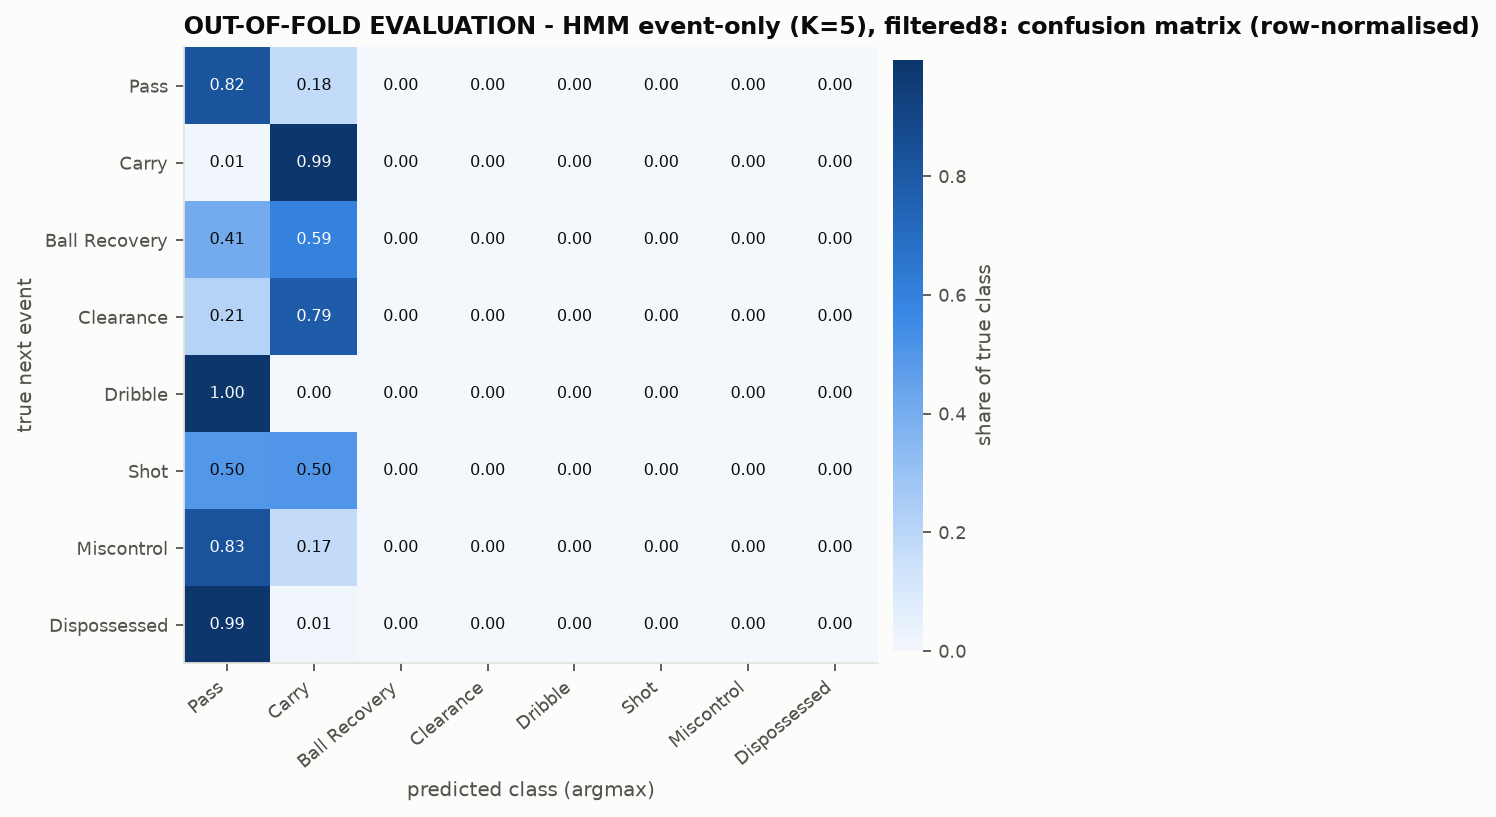 OUT-OF-FOLD EVALUATION - HMM event-only (K=5), filtered8: confusion matrix (row-normalised)
Pass 0.82 0.18 0.00 0.00 0.00 0.00 0.00 0.00
Carry 0.01 0.99 0.00 0.00 0.00 0.00 0.00 0.00
Ball Recovery 0.41 0.59 0.00 0.00 0.00 0.00 0.00 0.00
Clearance 0.21 0.79 0.00 0.00 0.00 0.00 0.00 0.00
Dribble 1.00 0.00 0.00 0.00 0.00 0.00 0.00 0.00
Shot 0.50 0.50 0.00 0.00 0.00 0.00 0.00 0.00
Miscontrol 0.83 0.17 0.00 0.00 0.00 0.00 0.00 0.00
Dispossessed 0.99 0.01 0.00 0.00 0.00 0.00 0.00 0.00
true next event
Pass Carry Ball Recovery Clearance Dribble Shot Miscontrol Dispossessed
predicted class (argmax)
0.8
0.6
0.4
0.2
0.0
share of true class